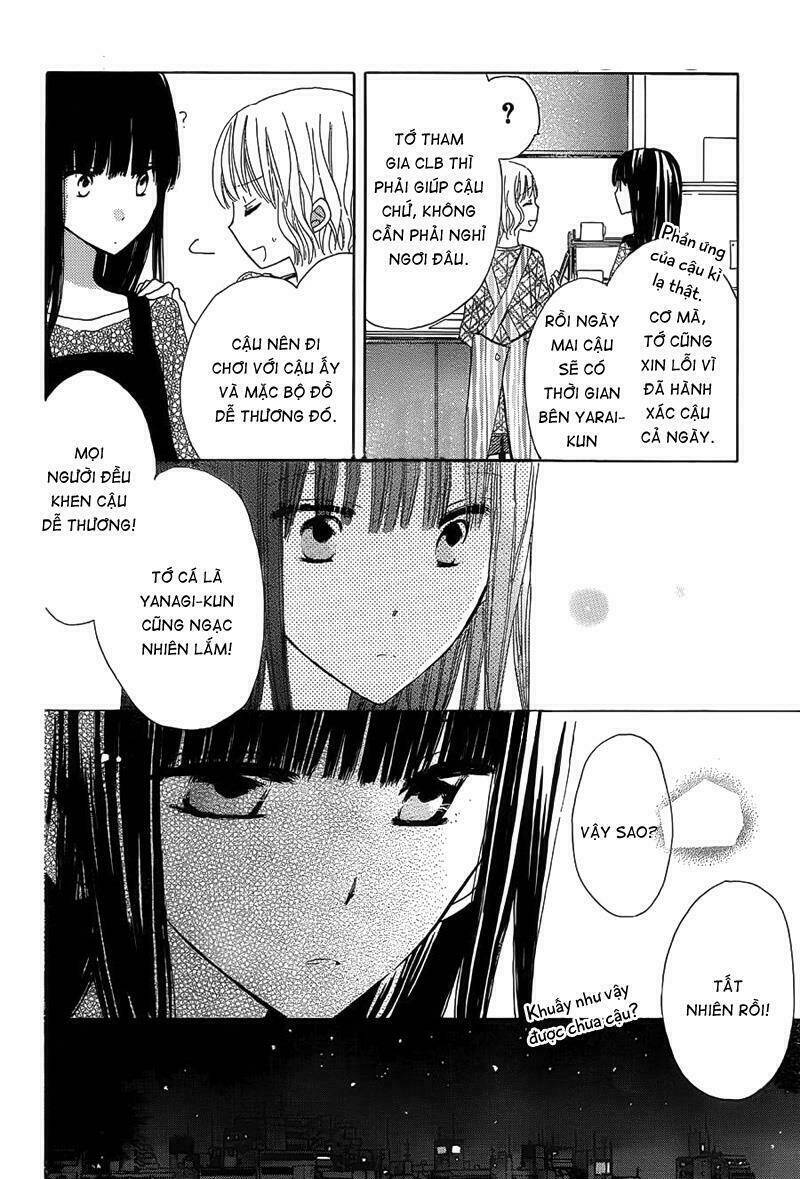 Phản ứng
của cậu kì
lạ thật.
CƠ MÀ,
TỚ CŨNG
XIN LỖI VÌ
ĐÃ HÀNH
XÁC CẬU
CẢ NGÀY.
RỒI NGÀY
MAI CẬU
SẼ CÓ
THỜI GIAN
BÊN YARAI-
KUN
?
TỚ THAM
GIA CLB THÌ
PHẢI GIÚP CẬU
CHỨ, KHÔNG
CẦN PHẢI NGHỈ
NGƠI ĐÂU.
?
CẬU NÊN ĐI
CHƠI VỚI CẬU ẤY
VÀ MẶC BỘ ĐỒ
DỄ THƯƠNG ĐÓ.
MỌI
NGƯỜI ĐỀU
KHEN CẬU
DỄ THƯƠNG!
TỚ CÁ LÀ
YANAGI-KUN
CŨNG NGẠC
NHIÊN LẮM!
VẬY SAO?
TẤT
NHIÊN RỒI!
Khuấy như vậy
được chưa cậu?